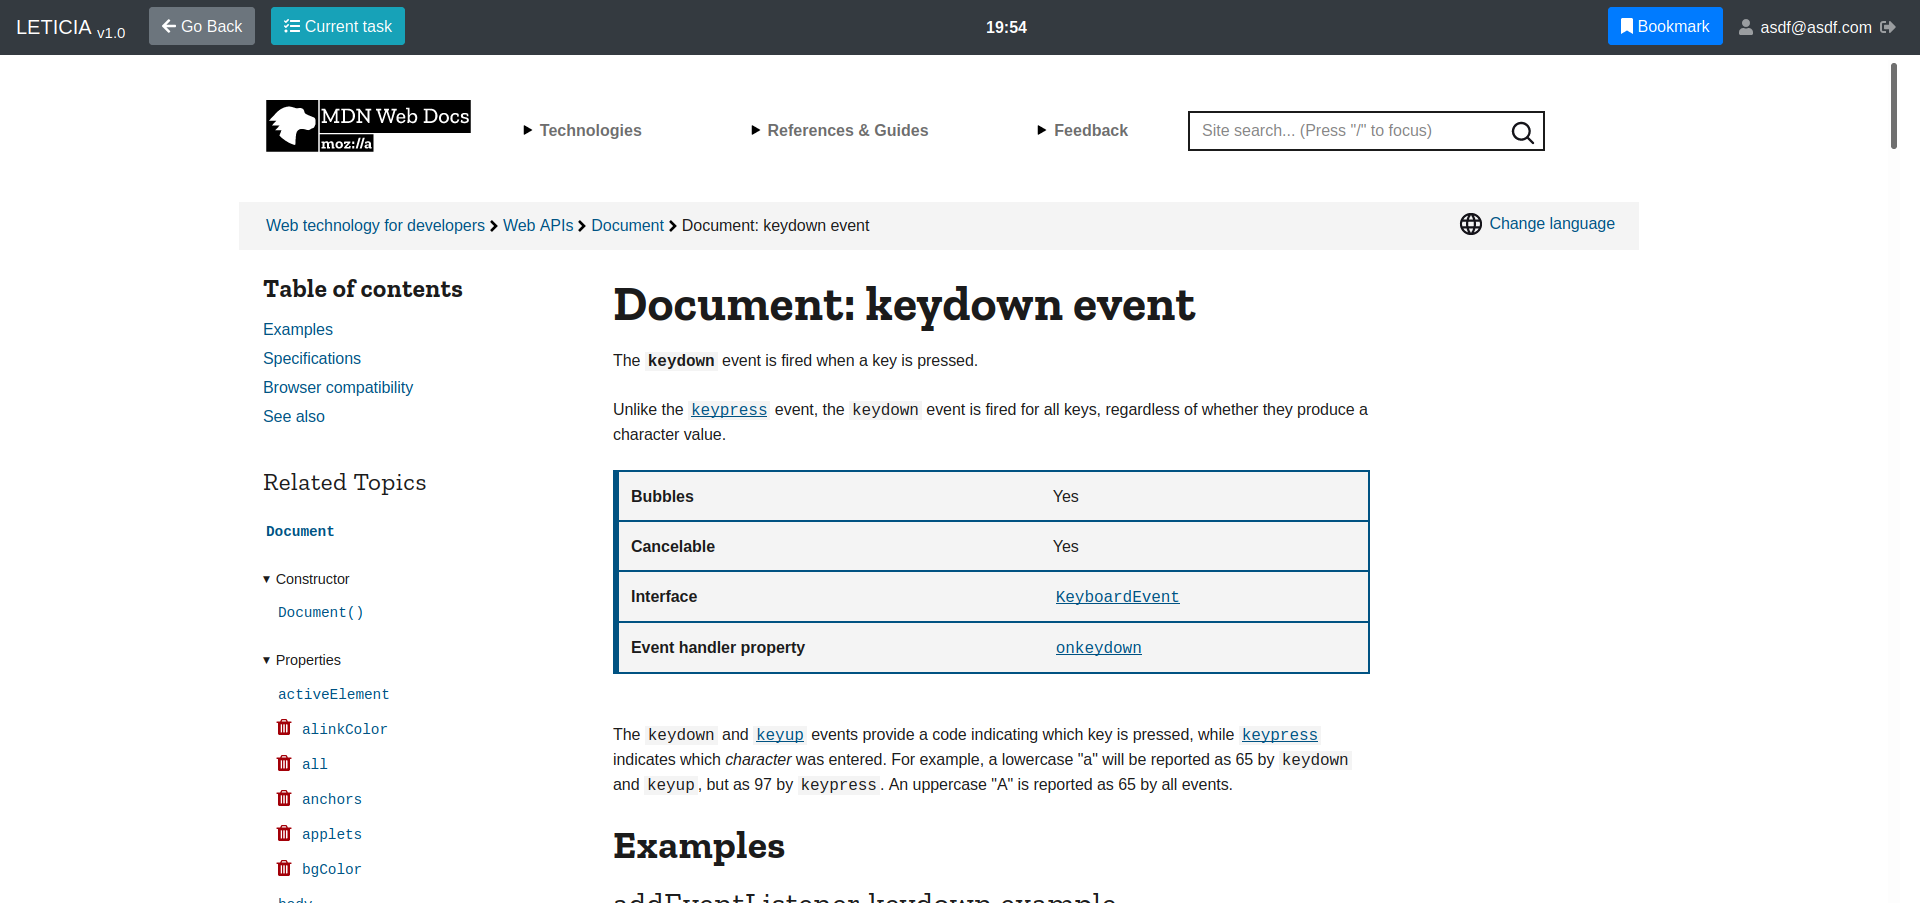 LETICIA v1.0 Go Back Current task 19:54 Bookmark asdf@asdf.com
MDN Web Docs
moz://a
Technologies References & Guides Feedback Site search... (Press "/" to focus)
Web technology for developers Web APIs Document Document: keydown event Change language
Table of contents
Examples
Specifications
Browser compatibility
See also
Related Topics
Document
Constructor
Document()
Properties
activeElement
alinkColor
all
anchors
applets
bgColor
body
Document: keydown event
The keydown event is fired when a key is pressed.
Unlike the keypress event, the keydown event is fired for all keys, regardless of whether they produce a
character value.
Bubbles Yes
Cancelable Yes
Interface KeyboardEvent
Event handler property onkeydown
The keydown and keyup events provide a code indicating which key is pressed, while keypress
indicates which character was entered. For example, a lowercase "a" will be reported as 65 by keydown
and keyup, but as 97 by keypress. An uppercase "A" is reported as 65 by all events.
Examples
addEventListener keydown example